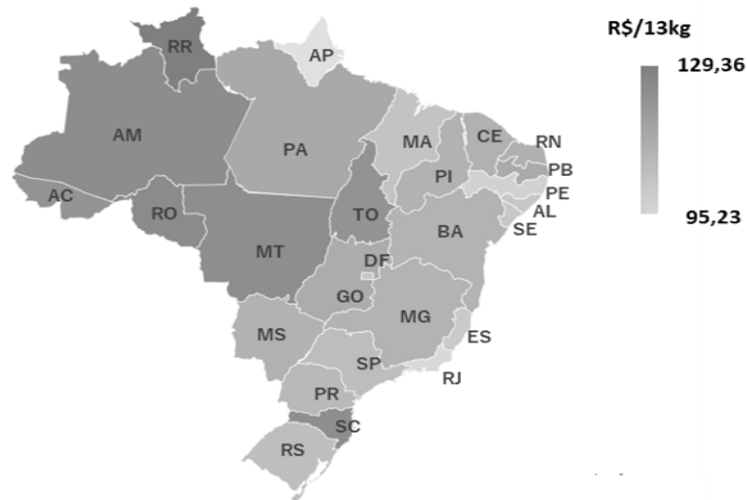 R$/13kg
129,36
95,23
RR
AP
AM
PA
MA
CE
RN
PB
PI
PE
AC
RO
TO
AL
SE
BA
MT
DF
GO
MG
MS
ES
SP
RJ
PR
SC
RS